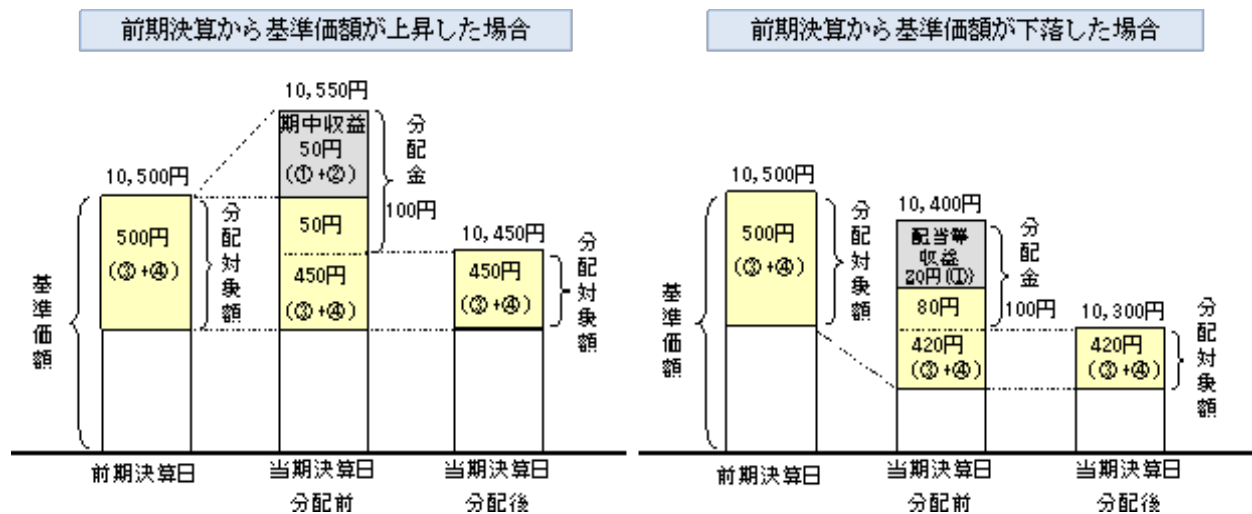 前期決算から基準価額が上昇した場合
10,550円
期中収益
50円
(①+②)
分配金
100円
10,500円
500円
(③+④)
分配対象額
50円
450円
(③+④)
10,450円
450円
(③+④)
分配対象額
基準価額
前期決算日
当期決算日
分配前
当期決算日
分配後
前期決算から基準価額が下落した場合
10,500円
500円
(③+④)
分配対象額
10,400円
配当等
収益
20円(①)
分配金
100円
80円
420円
(③+④)
10,300円
420円
(③+④)
分配対象額
基準価額
前期決算日
当期決算日
分配前
当期決算日
分配後